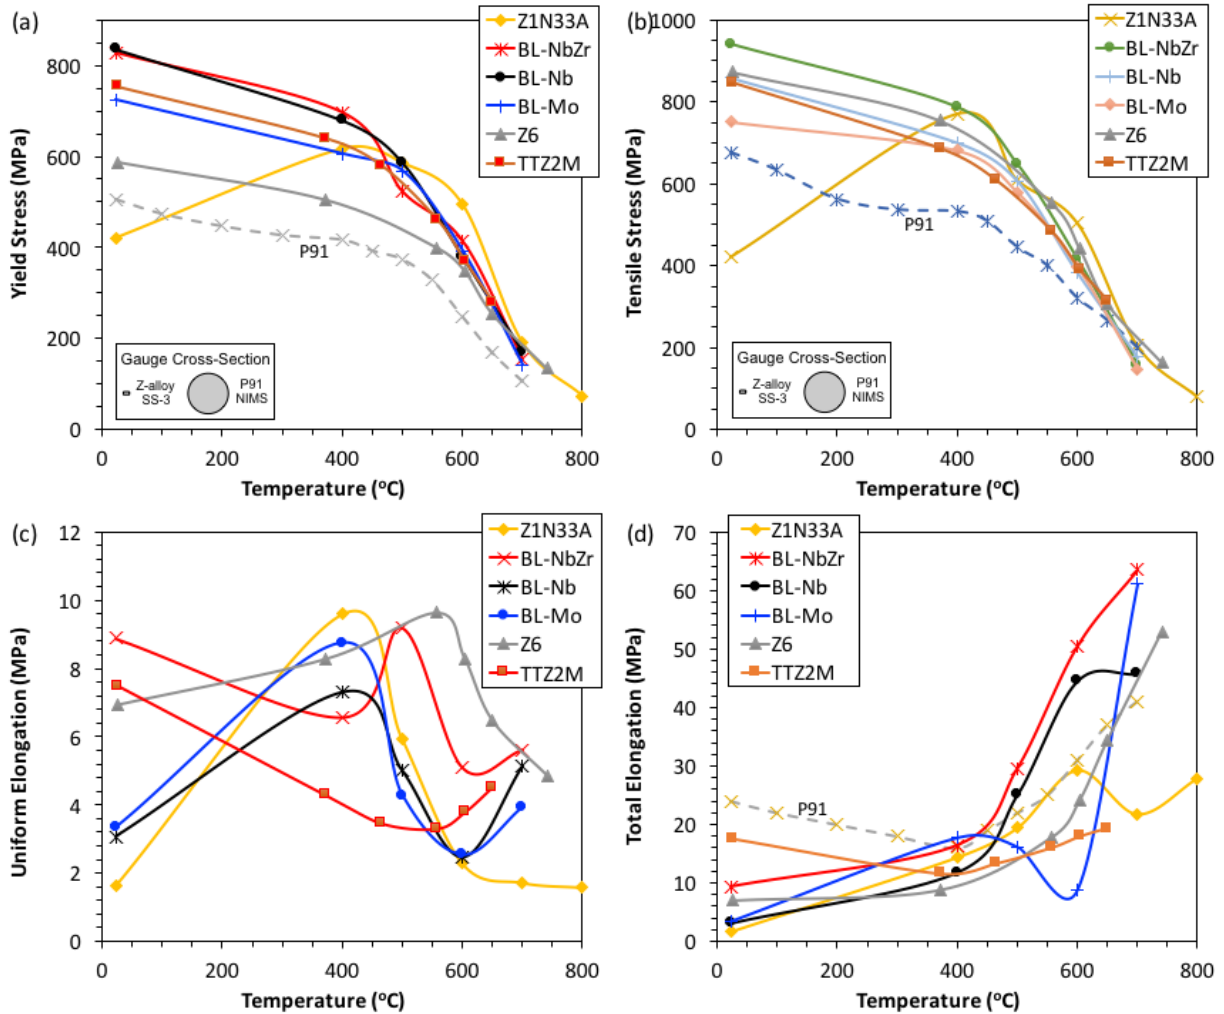 (a)
Yield Stress (MPa)
800
600
400
200
0
0 200 400 600 800
Temperature (°C)
Z1N33A
BL-NbZr
BL-Nb
BL-Mo
Z6
TTZ2M
P91
Gauge Cross-Section
Z-alloy
SS-3
P91
NIMS
(b)
Tensile Stress (MPa)
1000
800
600
400
200
0
0 200 400 600 800
Temperature (°C)
Z1N33A
BL-NbZr
BL-Nb
BL-Mo
Z6
TTZ2M
P91
Gauge Cross-Section
Z-alloy
SS-3
P91
NIMS
(c)
Uniform Elongation (MPa)
12
10
8
6
4
2
0
0 200 400 600 800
Temperature (°C)
Z1N33A
BL-NbZr
BL-Nb
BL-Mo
Z6
TTZ2M
(d)
Total Elongation (MPa)
70
60
50
40
30
20
10
0
0 200 400 600 800
Temperature (°C)
Z1N33A
BL-NbZr
BL-Nb
BL-Mo
Z6
TTZ2M
P91